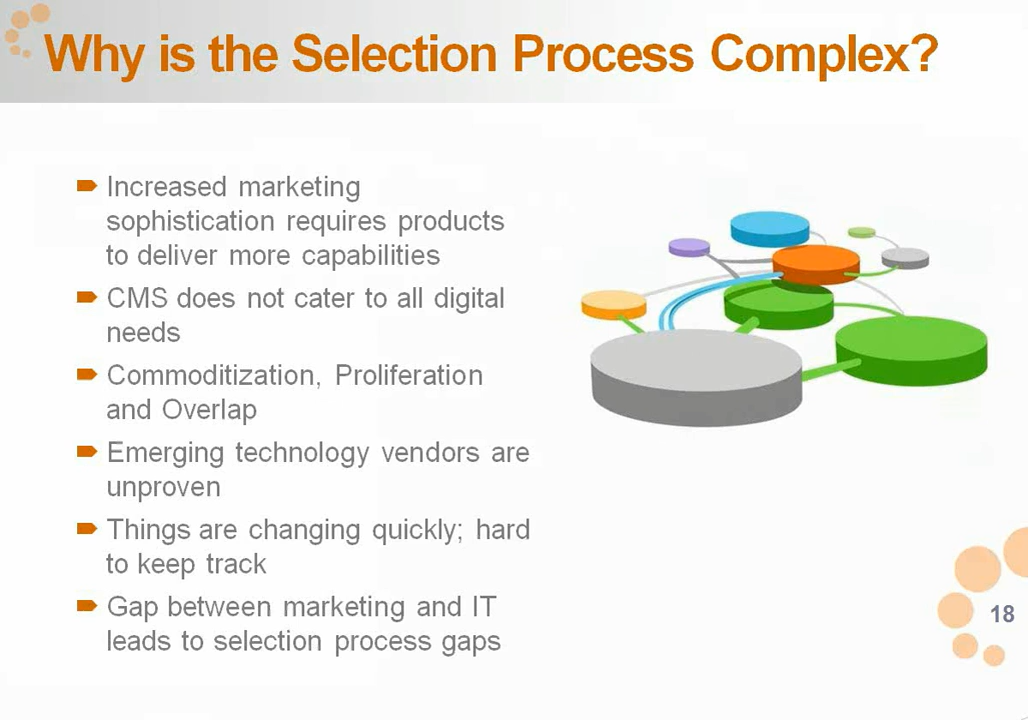 Why is the Selection Process Complex?
Increased marketing
sophistication requires products
to deliver more capabilities
CMS does not cater to all digital
needs
Commoditization, Proliferation
and Overlap
Emerging technology vendors are
unproven
Things are changing quickly; hard
to keep track
Gap between marketing and IT
leads to selection process gaps
18